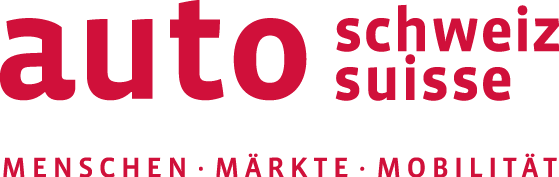 auto schweiz
suisse
MENSCHEN · MÄRKTE · MOBILITÄT